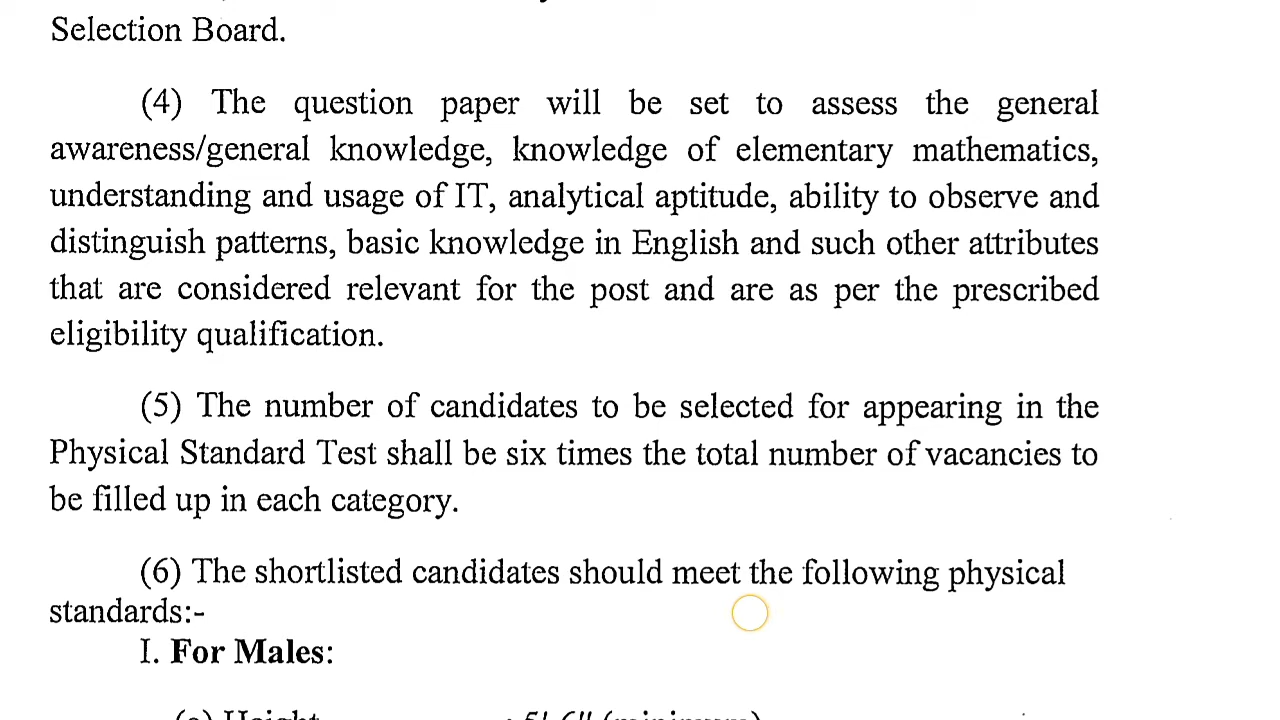 Selection Board.
(4) The question paper will be set to assess the general
awareness/general knowledge, knowledge of elementary mathematics,
understanding and usage of IT, analytical aptitude, ability to observe and
distinguish patterns, basic knowledge in English and such other attributes
that are considered relevant for the post and are as per the prescribed
eligibility qualification.
(5) The number of candidates to be selected for appearing in the
Physical Standard Test shall be six times the total number of vacancies to
be filled up in each category.
(6) The shortlisted candidates should meet the following physical
standards:-
I. For Males:
(a) Height : 5' 6" (minimum)